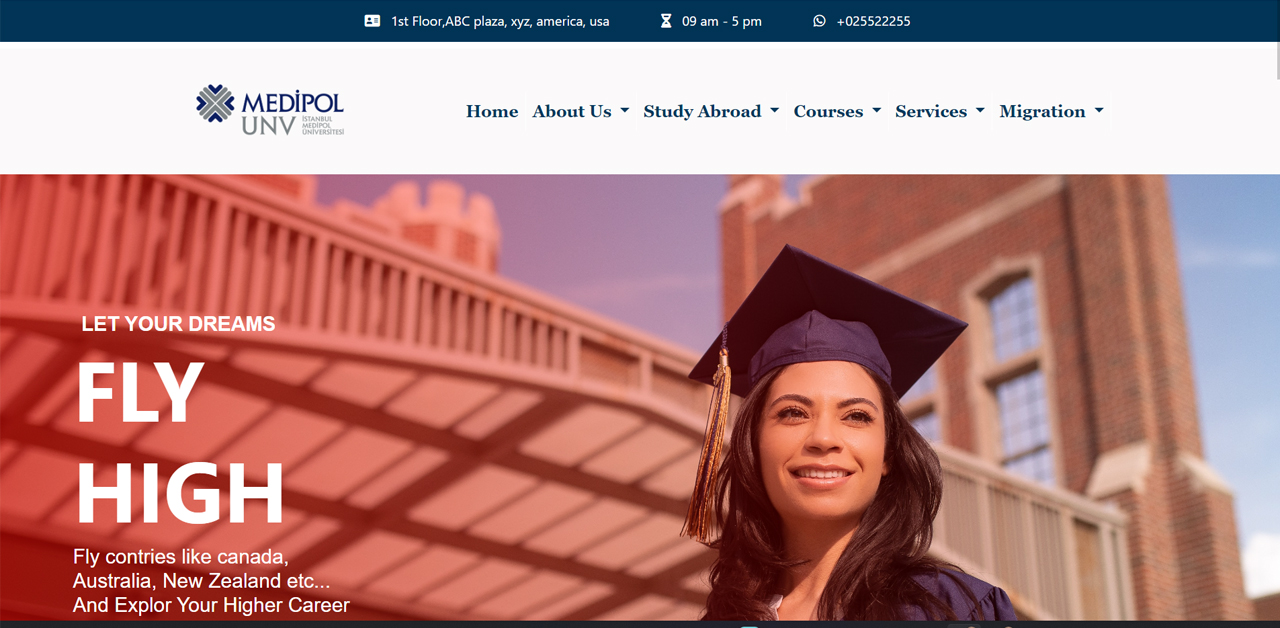 1st Floor,ABC plaza, xyz, america, usa 09 am - 5 pm +025522255
MEDİPOL
UNV İSTANBUL
MEDİPOL
ÜNİVERSİTESİ
Home About Us Study Abroad Courses Services Migration
LET YOUR DREAMS
FLY
HIGH
Fly contries like canada,
Australia, New Zealand etc...
And Explor Your Higher Career